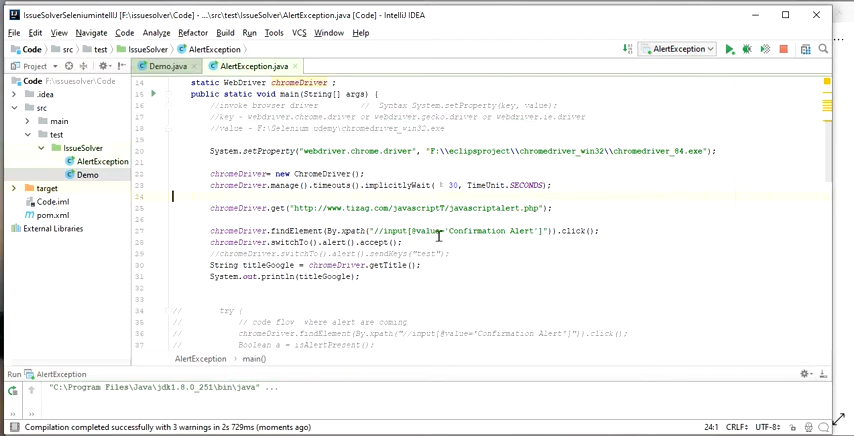 IssueSolverSeleniumintelliJ [F:\issuesolver\Code] - ...\src\test\IssueSolver\AlertException.java [Code] - IntelliJ IDEA
File Edit View Navigate Code Analyze Refactor Build Run Tools VCS Window Help
Code src test IssueSolver AlertException AlertException
Project Demo.java AlertException.java
Code F:\issuesolver\Code
.idea
src
main
test
IssueSolver
AlertException
Demo
target
Code.iml
pom.xml
External Libraries
14 static WebDriver chromeDriver ;
15 public static void main(String[] args) {
16 //invoke browser driver // Syntax System.setProperty(key, value);
17 //key - webdriver.chrome.driver or webdriver.gecko.driver or webdriver.ie.driver
18 //value - F:\Selenium udemy\chromedriver_win32.exe
19
20 System.setProperty("webdriver.chrome.driver", "F:\\eclipsproject\\chromedriver_win32\\chromedriver_84.exe");
21
22 chromeDriver= new ChromeDriver();
23 chromeDriver.manage().timeouts().implicitlyWait( 30, TimeUnit.SECONDS);
24
25 chromeDriver.get("http://www.tizag.com/javascriptT/javascriptalert.php");
26
27 chromeDriver.findElement(By.xpath("//input[@value='Confirmation Alert']")).click();
28 chromeDriver.switchTo().alert().accept();
29 //chromeDriver.switchTo().alert().sendKeys("test");
30 String titleGoogle = chromeDriver.getTitle();
31 System.out.println(titleGoogle);
32
33
34 // try {
35 // // code flov where alert are coming
36 // chromeDriver.findElement(By.xpath("//input[@value='Confirmation Alert']")).click();
37 // Boolean a = isAlertPresent();
AlertException main()
Run AlertException
"C:\Program Files\Java\jdk1.8.0_251\bin\java" ...
Compilation completed successfully with 3 warnings in 2s 729ms (moments ago) 24:1 CRLF UTF-8